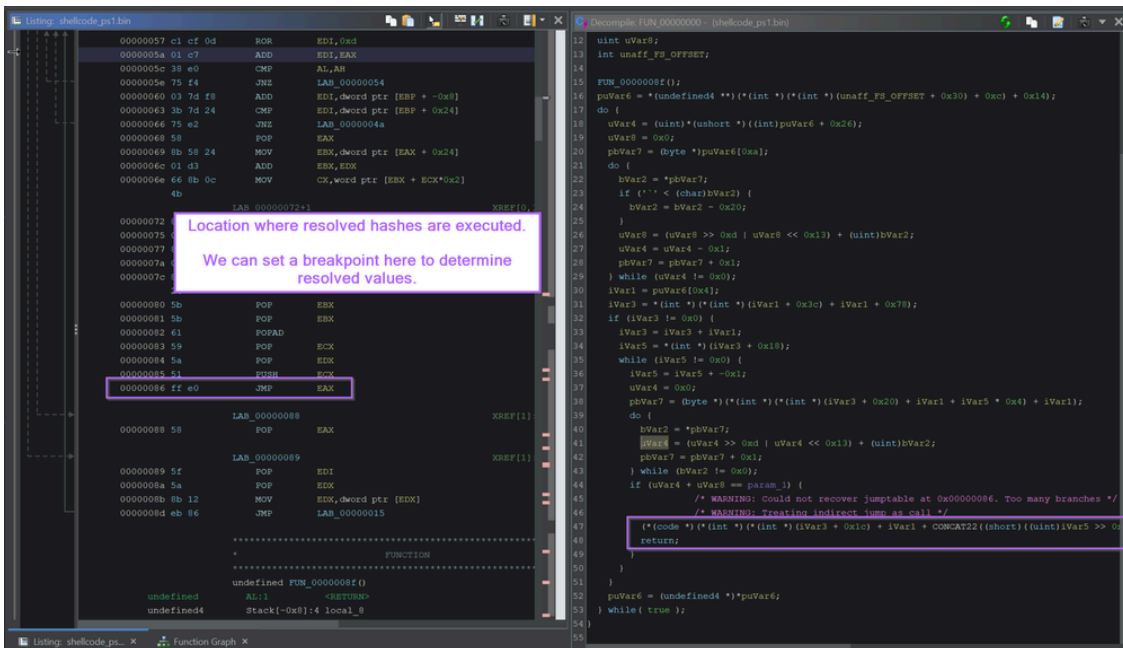 Listing: shellcode_ps1.bin
00000057 c1 cf 0d ROR EDI,0xd
0000005a 01 c7 ADD EDI,EAX
0000005c 38 e0 CMP AL,AH
0000005e 75 f4 JNZ LAB_00000054
00000060 03 7d f8 ADD EDI,dword ptr [EBP + -0x8]
00000063 3b 7d 24 CMP EDI,dword ptr [EBP + 0x24]
00000066 75 e2 JNZ LAB_0000004a
00000068 58 POP EAX
00000069 8b 58 24 MOV EBX,dword ptr [EAX + 0x24]
0000006c 01 d3 ADD EBX,EDX
0000006e 66 8b 0c MOV CX,word ptr [EBX + ECX*0x2]
4b
LAB_00000072+1 XREF[0,
00000072
00000075
00000077
0000007a
0000007c
Location where resolved hashes are executed.
We can set a breakpoint here to determine
resolved values.
00000080 5b POP EBX
00000081 5b POP EBX
00000082 61 POPAD
00000083 59 POP ECX
00000084 5a POP EDX
00000085 51 PUSH ECX
00000086 ff e0 JMP EAX
LAB_00000088 XREF[1]
00000088 58 POP EAX
LAB_00000089 XREF[1]
00000089 5f POP EDI
0000008a 5a POP EDX
0000008b 8b 12 MOV EDX,dword ptr [EDX]
0000008d eb 86 JMP LAB_00000015
* FUNCTION
undefined FUN_0000008f()
undefined AL:1 <RETURN>
undefined4 Stack[-0x8]:4 local_8
Listing: shellcode_ps... × Function Graph ×
Decompile: FUN_00000000 - (shellcode_ps1.bin)
12 uint uVar8;
13 int unaff_FS_OFFSET;
14
15 FUN_0000008f();
16 puVar6 = *(undefined4 **)(*(int *)(*(int *)(unaff_FS_OFFSET + 0x30) + 0xc) + 0x14);
17 do {
18 uVar4 = (uint)*(ushort *)((int)puVar6 + 0x26);
19 uVar8 = 0x0;
20 pbVar7 = (byte *)puVar6[0xa];
21 do {
22 bVar2 = *pbVar7;
23 if ('`' < (char)bVar2) {
24 bVar2 = bVar2 - 0x20;
25 }
26 uVar8 = (uVar8 >> 0xd | uVar8 << 0x13) + (uint)bVar2;
27 uVar4 = uVar4 - 0x1;
28 pbVar7 = pbVar7 + 0x1;
29 } while (uVar4 != 0x0);
30 iVar1 = puVar6[0x4];
31 iVar3 = *(int *)(*(int *)(iVar1 + 0x3c) + iVar1 + 0x78);
32 if (iVar3 != 0x0) {
33 iVar3 = iVar3 + iVar1;
34 iVar5 = *(int *)(iVar3 + 0x18);
35 while (iVar5 != 0x0) {
36 iVar5 = iVar5 + -0x1;
37 uVar4 = 0x0;
38 pbVar7 = (byte *)(*(int *)(*(int *)(iVar3 + 0x20) + iVar1 + iVar5 * 0x4) + iVar1);
39 do {
40 bVar2 = *pbVar7;
41 uVar4 = (uVar4 >> 0xd | uVar4 << 0x13) + (uint)bVar2;
42 pbVar7 = pbVar7 + 0x1;
43 } while (bVar2 != 0x0);
44 if (uVar4 + uVar8 == param_1) {
45 /* WARNING: Could not recover jumptable at 0x00000086. Too many branches */
46 /* WARNING: Treating indirect jump as call */
47 (*(code *)(*(int *)(*(int *)(iVar3 + 0x1c) + iVar1 + CONCAT22((short)((uint)iVar5 >> 0x
48 return;
49 }
50 }
51 }
52 puVar6 = (undefined4 *)*puVar6;
53 } while( true );
54 }
55